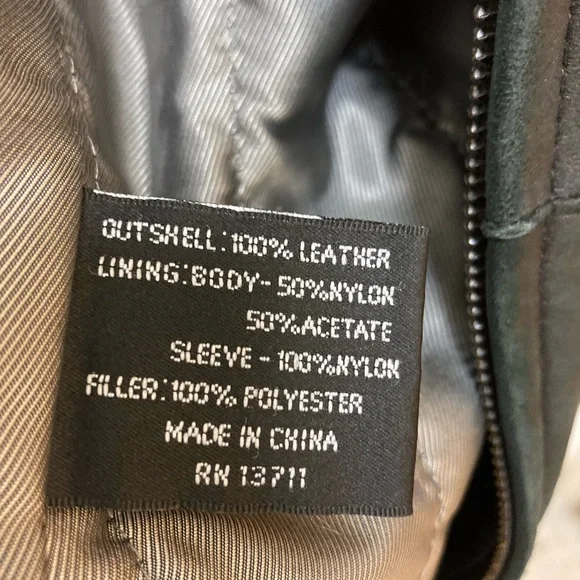 OUTSHELL:100% LEATHER
LINING:BODY- 50%NYLON
50%ACETATE
SLEEVE-100%NYLON
FILLER:100% POLYESTER
MADE IN CHINA
RN 13711